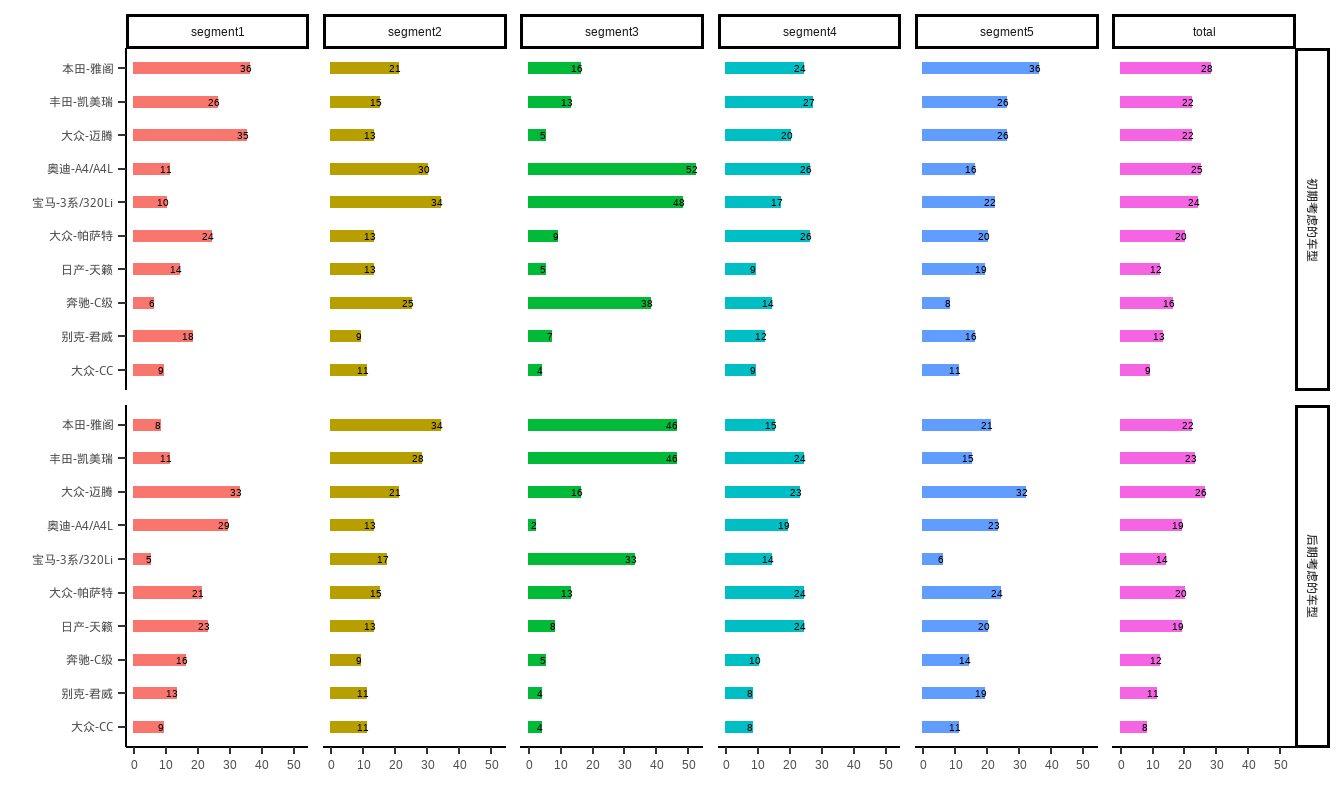 segment1 segment2 segment3 segment4 segment5 total
本田-雅阁 36 21 16 24 36 28
丰田-凯美瑞 26 15 13 27 26 22
大众-迈腾 35 13 5 20 26 22
奥迪-A4/A4L 11 30 52 26 16 25
宝马-3系/320Li 10 34 48 17 22 24
大众-帕萨特 24 13 9 26 20 20
日产-天籁 14 13 5 9 19 12
奔驰-C级 6 25 38 14 8 16
别克-君威 18 9 7 12 16 13
大众-CC 9 11 4 9 11 9
初期考虑的车型
本田-雅阁 8 34 46 15 21 22
丰田-凯美瑞 11 28 46 24 15 23
大众-迈腾 33 21 16 23 32 26
奥迪-A4/A4L 29 13 2 19 23 19
宝马-3系/320Li 5 17 33 14 6 14
大众-帕萨特 21 15 13 24 24 20
日产-天籁 23 13 8 24 20 19
奔驰-C级 16 9 5 10 14 12
别克-君威 13 11 4 8 19 11
大众-CC 9 11 4 8 11 8
后期考虑的车型
0 10 20 30 40 50 0 10 20 30 40 50 0 10 20 30 40 50 0 10 20 30 40 50 0 10 20 30 40 50 0 10 20 30 40 50